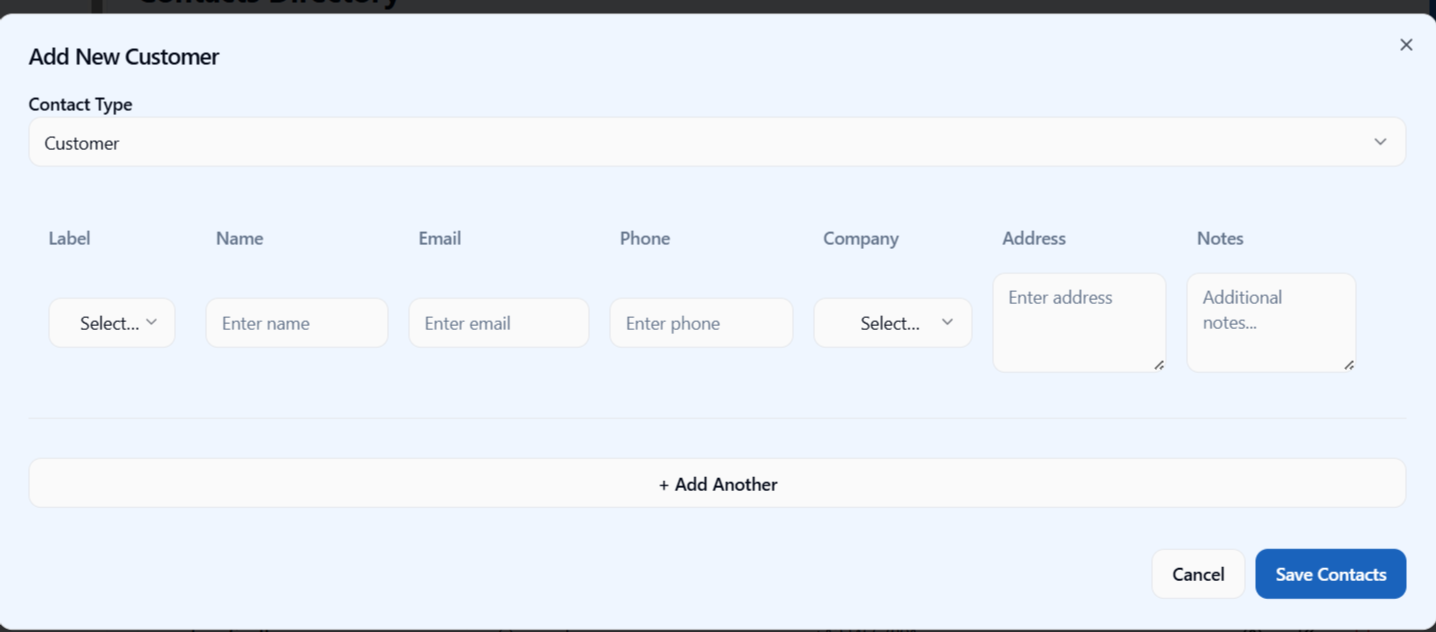 Contacts Directory
Add New Customer
Contact Type
Customer
Label Name Email Phone Company Address Notes
Select... Enter name Enter email Enter phone Select... Enter address Additional
notes...
+ Add Another
Cancel Save Contacts